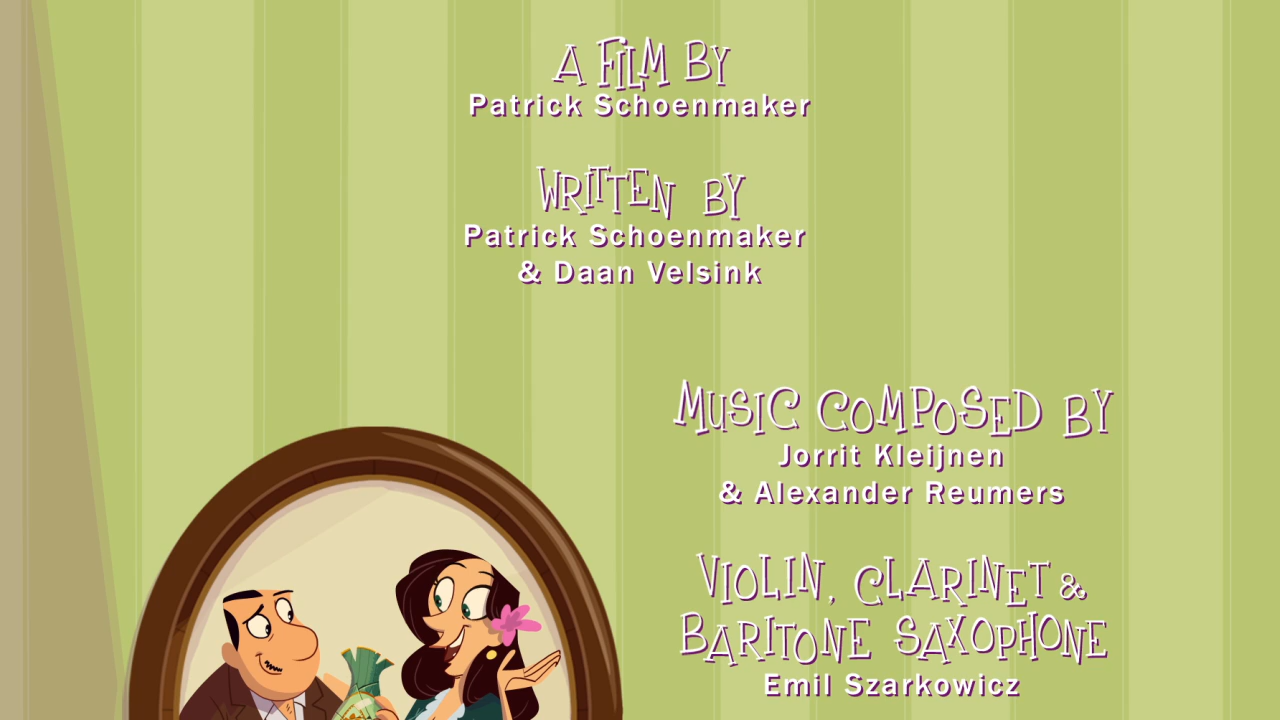 A FILM BY
Patrick Schoenmaker
WRITTEN BY
Patrick Schoenmaker
& Daan Velsink
MUSIC COMPOSED BY
Jorrit Kleijnen
& Alexander Reumers
VIOLIN, CLARINET &
BARITONE SAXOPHONE
Emil Szarkowicz